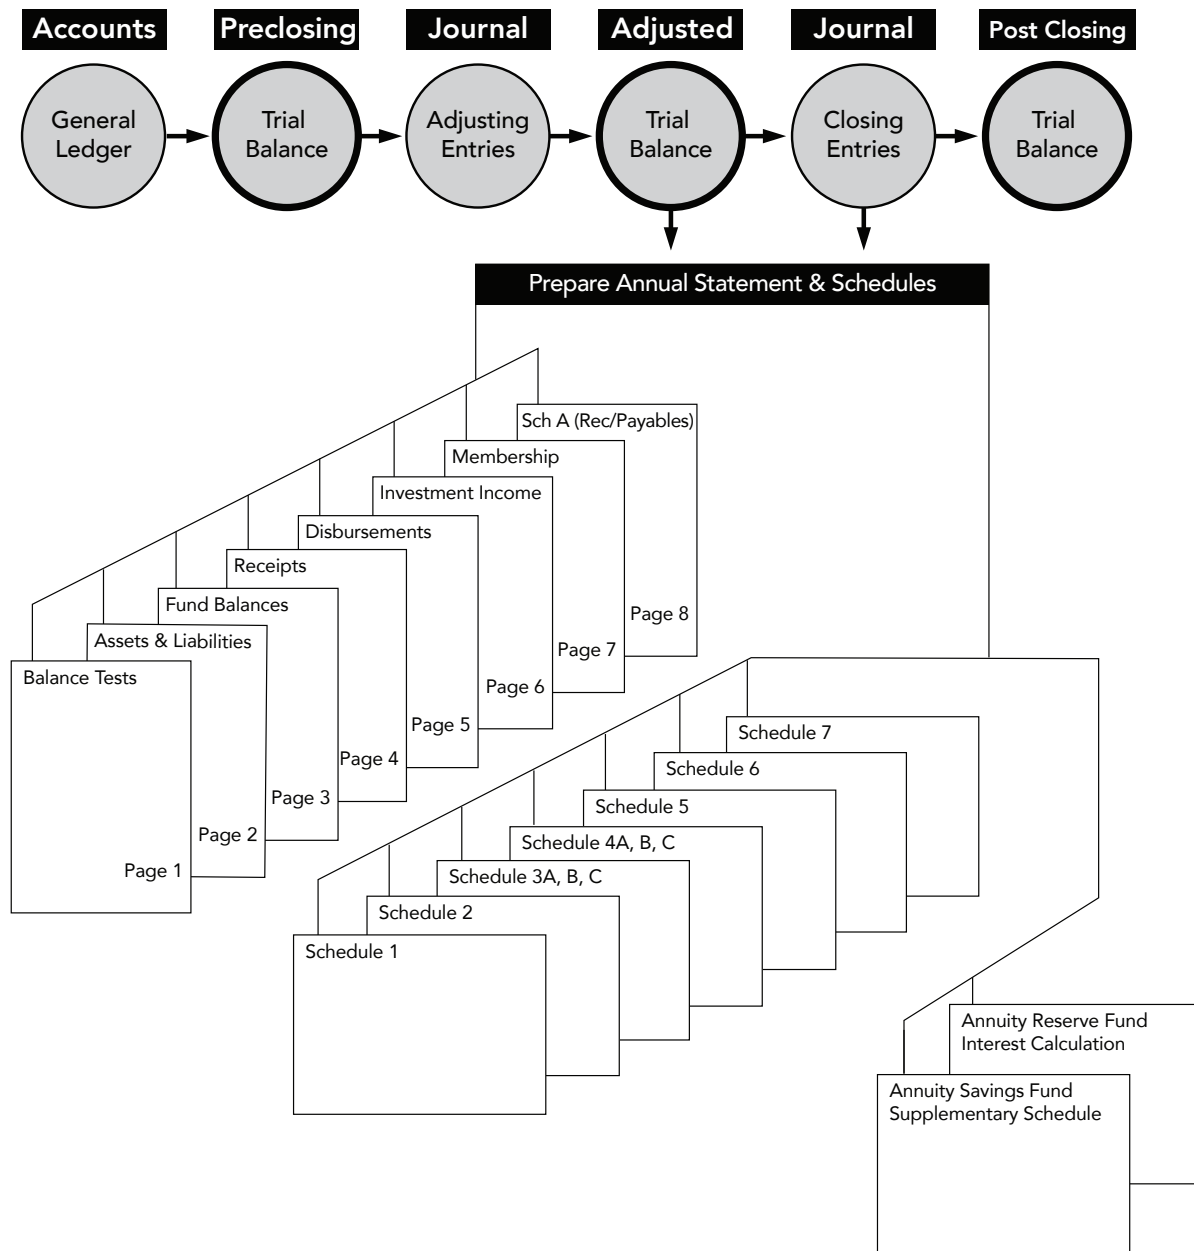 Accounts
Preclosing
Journal
Adjusted
Journal
Post Closing
General
Ledger
Trial
Balance
Adjusting
Entries
Trial
Balance
Closing
Entries
Trial
Balance
Prepare Annual Statement & Schedules
Sch A (Rec/Payables)
Page 8
Membership
Page 7
Investment Income
Page 6
Disbursements
Page 5
Receipts
Page 4
Fund Balances
Page 3
Assets & Liabilities
Page 2
Balance Tests
Page 1
Schedule 7
Schedule 6
Schedule 5
Schedule 4A, B, C
Schedule 3A, B, C
Schedule 2
Schedule 1
Annuity Reserve Fund
Interest Calculation
Annuity Savings Fund
Supplementary Schedule